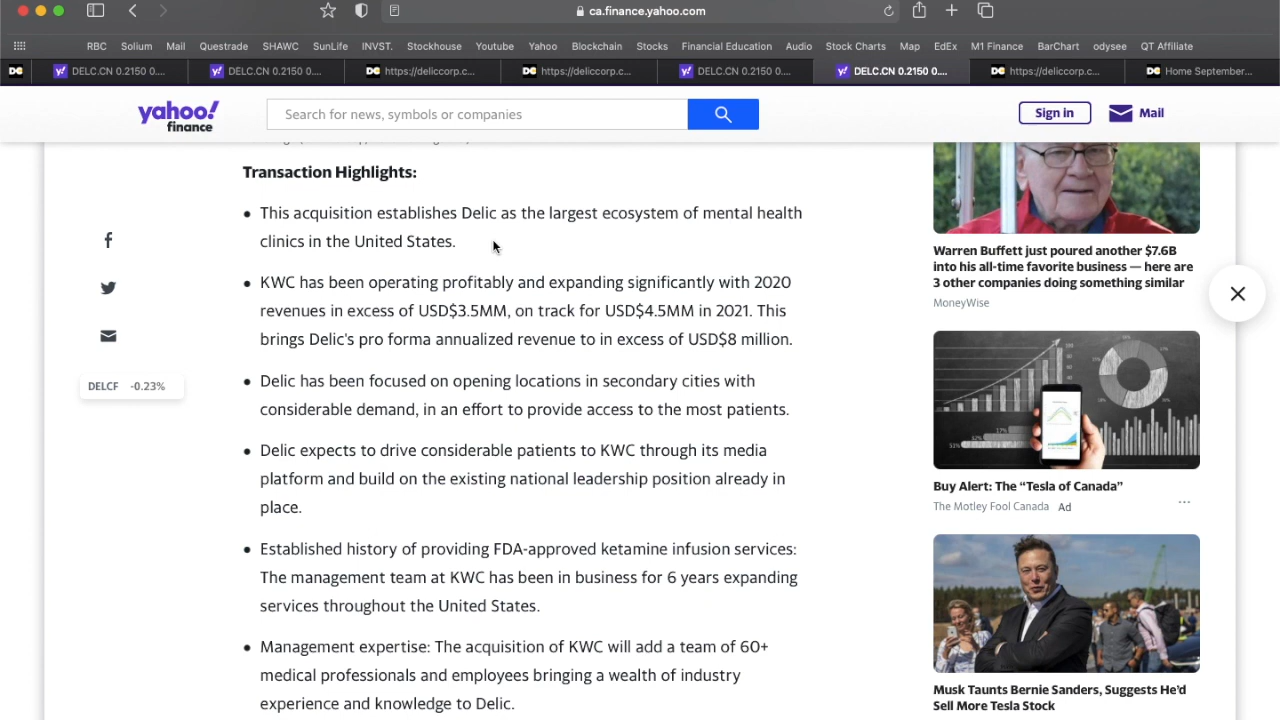 ca.finance.yahoo.com
RBC Solium Mail Questrade SHAWC SunLife INVST. Stockhouse Youtube Yahoo Blockchain Stocks Financial Education Audio Stock Charts Map EdEx M1 Finance BarChart odysee QT Affiliate
DELC.CN 0.2150 0.... DELC.CN 0.2150 0.... https://deliccorp.c... https://deliccorp.c... DELC.CN 0.2150 0.... DELC.CN 0.2150 0.... https://deliccorp.c... Home September...
yahoo!
finance
Search for news, symbols or companies
Sign in
Mail
Transaction Highlights:
• This acquisition establishes Delic as the largest ecosystem of mental health
clinics in the United States.
• KWC has been operating profitably and expanding significantly with 2020
revenues in excess of USD$3.5MM, on track for USD$4.5MM in 2021. This
brings Delic's pro forma annualized revenue to in excess of USD$8 million.
• Delic has been focused on opening locations in secondary cities with
considerable demand, in an effort to provide access to the most patients.
• Delic expects to drive considerable patients to KWC through its media
platform and build on the existing national leadership position already in
place.
• Established history of providing FDA-approved ketamine infusion services:
The management team at KWC has been in business for 6 years expanding
services throughout the United States.
• Management expertise: The acquisition of KWC will add a team of 60+
medical professionals and employees bringing a wealth of industry
experience and knowledge to Delic.
DELCF -0.23%
Warren Buffett just poured another $7.6B
into his all-time favorite business — here are
3 other companies doing something similar
MoneyWise
Buy Alert: The “Tesla of Canada”
The Motley Fool Canada Ad
Musk Taunts Bernie Sanders, Suggests He’d
Sell More Tesla Stock